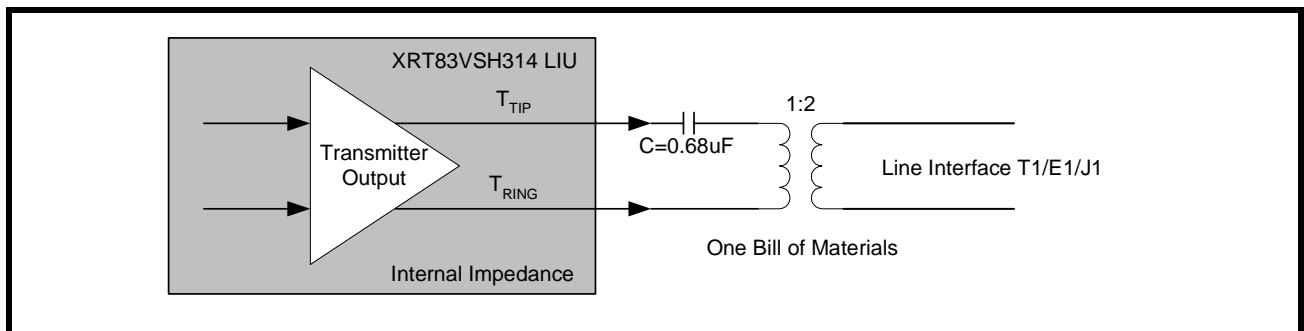 XRT83VSH314 LIU
TTIP
1:2
Transmitter
Output
C=0.68uF
Line Interface T1/E1/J1
TRING
One Bill of Materials
Internal Impedance